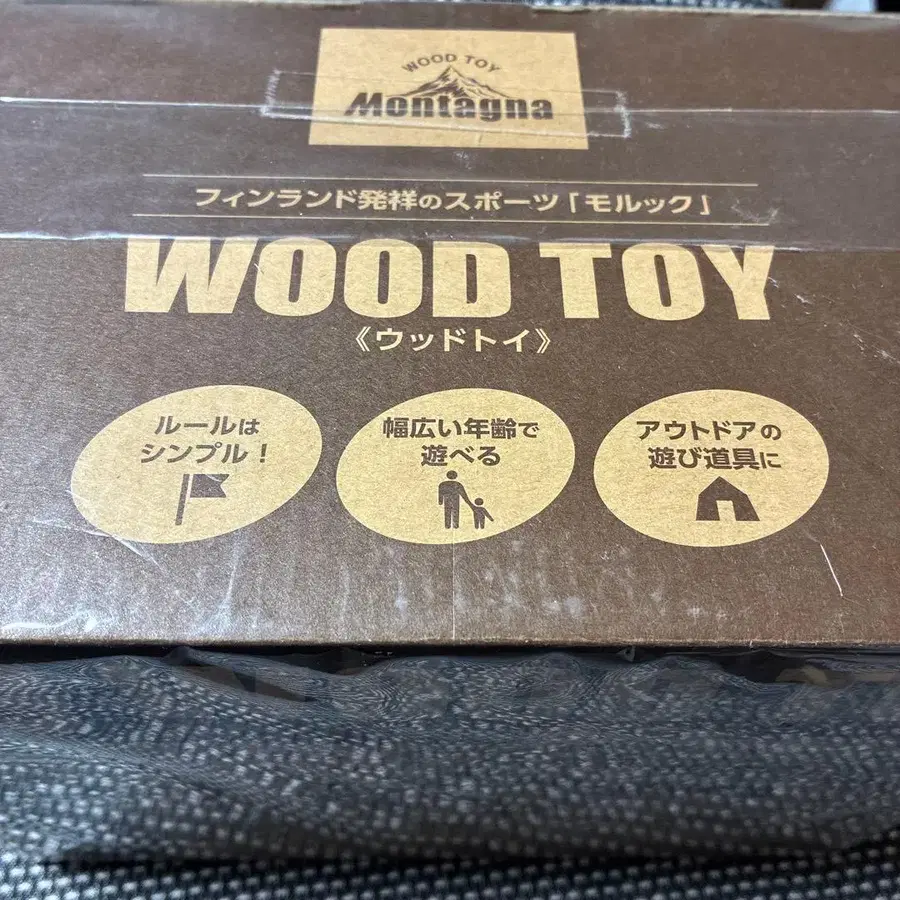 WOOD TOY
Montagna
フィンランド発祥のスポーツ「モルック」
WOOD TOY
《ウッドトイ》
ルールは
シンプル！
幅広い年齢で
遊べる
アウトドアの
遊び道具に